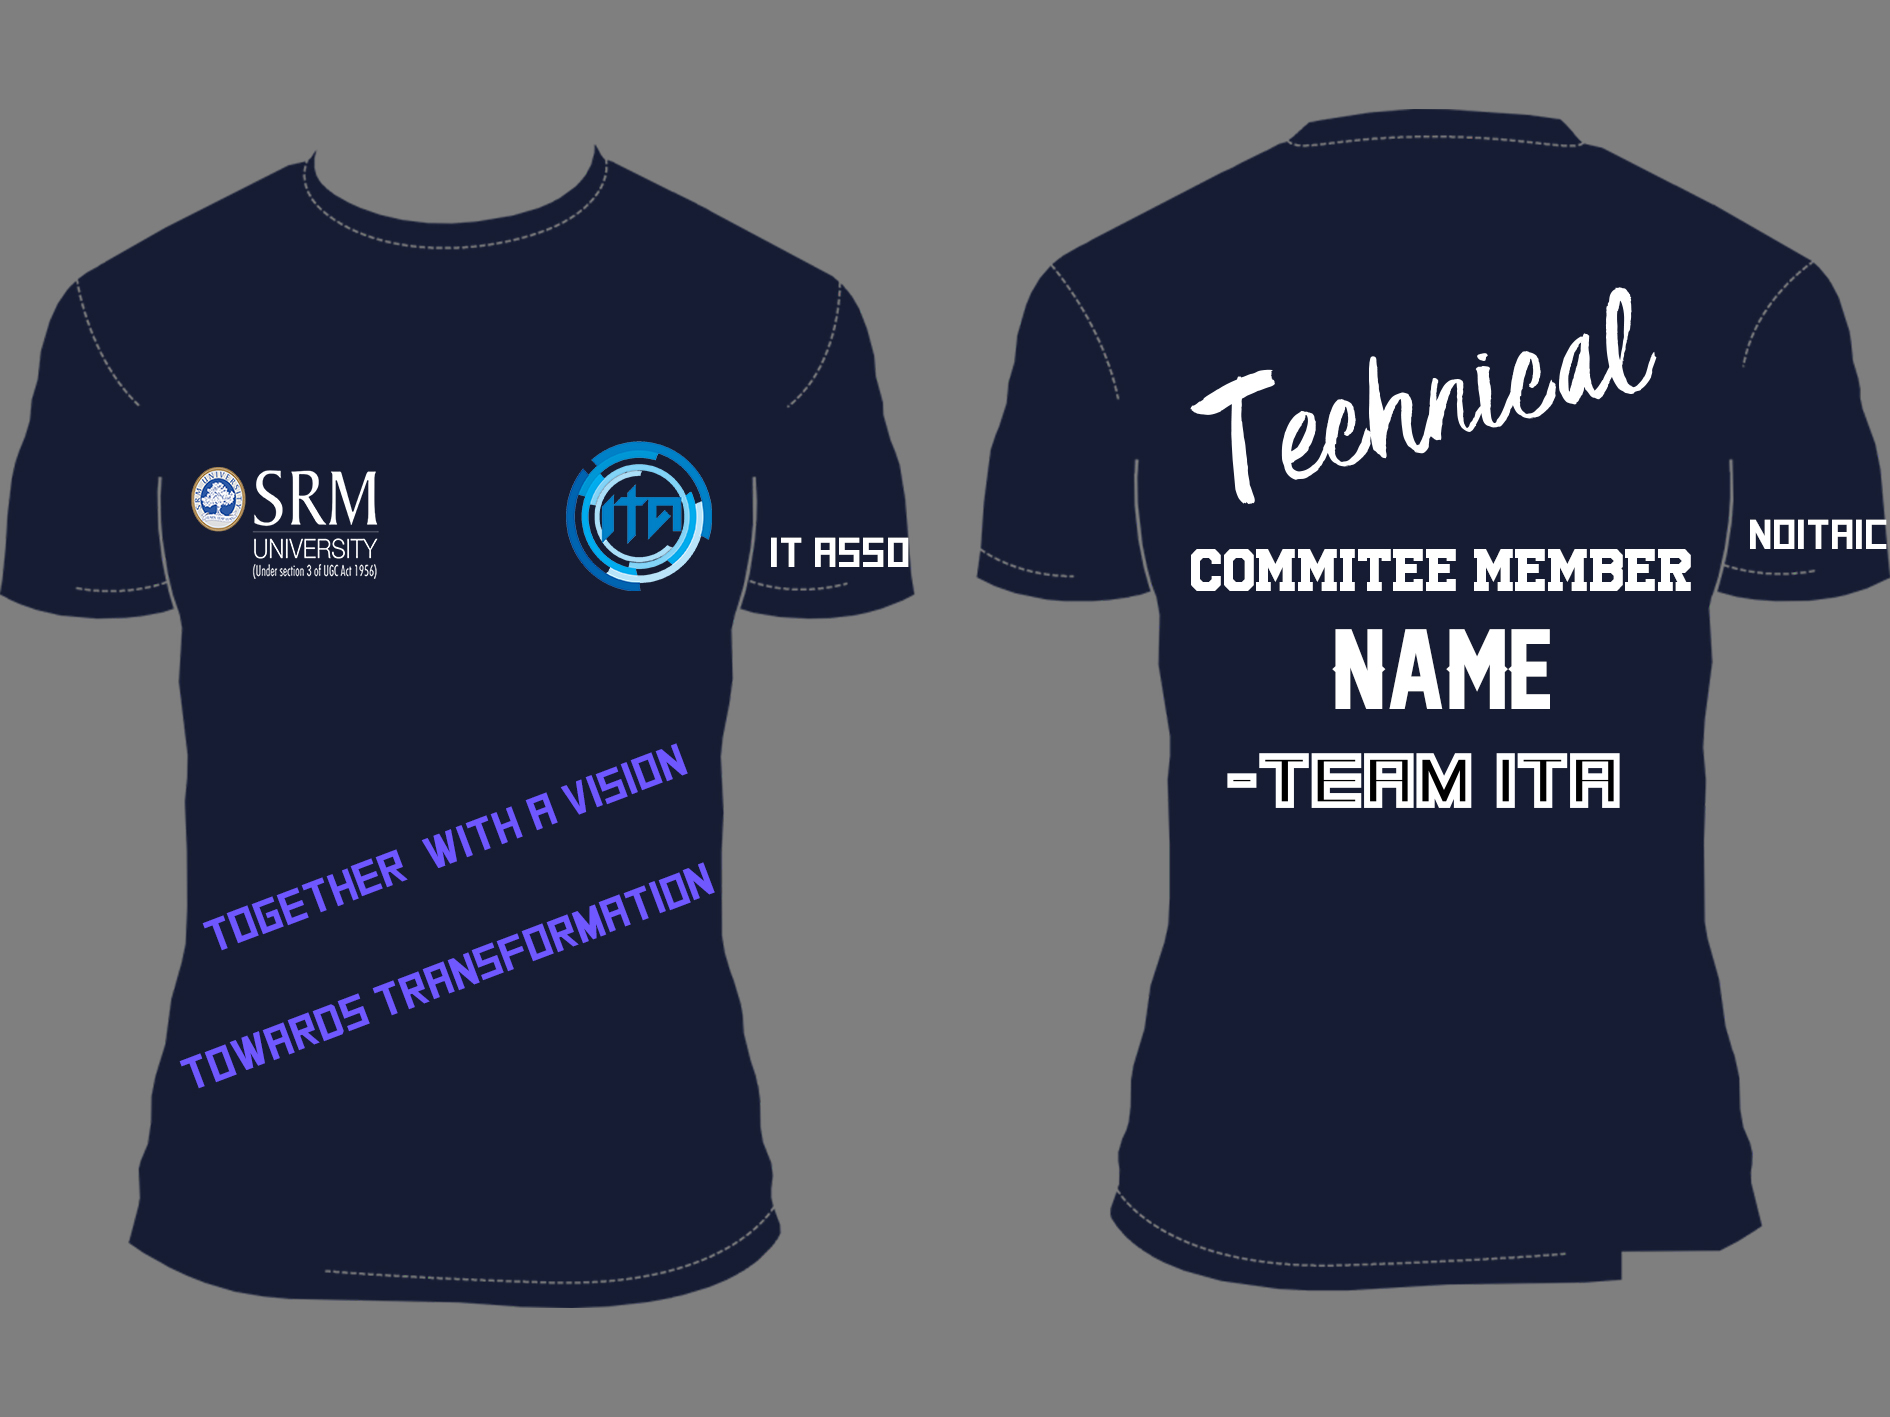 SRM
UNIVERSITY
(Under section 3 of UGC Act 1956)
ita
IT ASSO
TOGETHER WITH A VISION
TOWARDS TRANSFORMATION
Technical
COMMITEE MEMBER
NAME
-TEAM ITA
NOITAIC